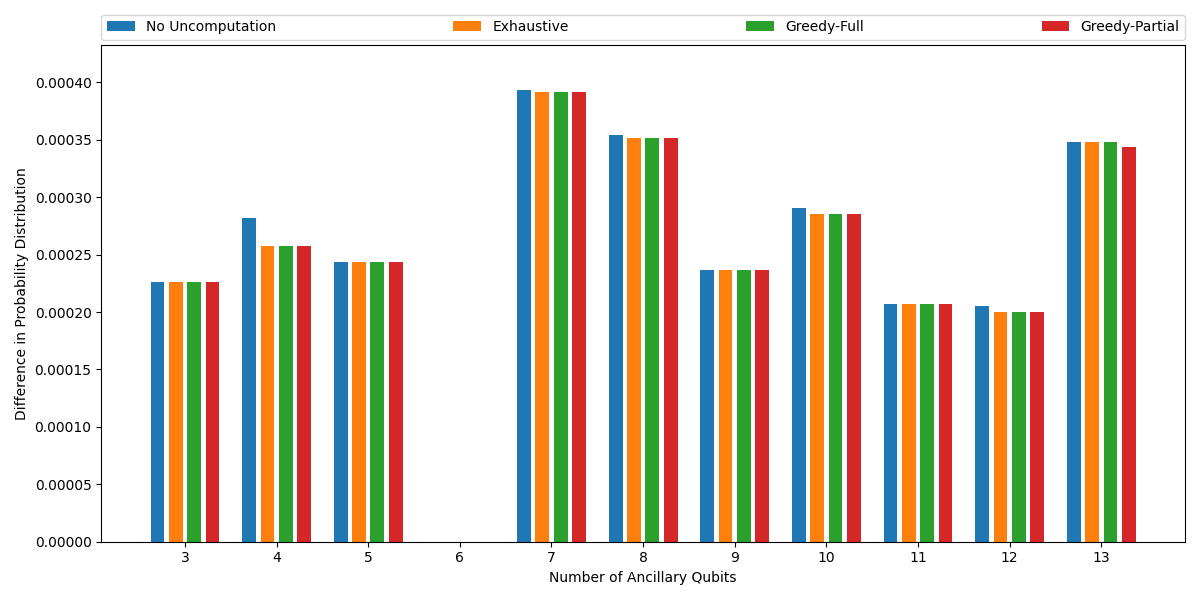 No Uncomputation Exhaustive Greedy-Full Greedy-Partial
Difference in Probability Distribution
0.00040
0.00035
0.00030
0.00025
0.00020
0.00015
0.00010
0.00005
0.00000
3 4 5 6 7 8 9 10 11 12 13
Number of Ancillary Qubits